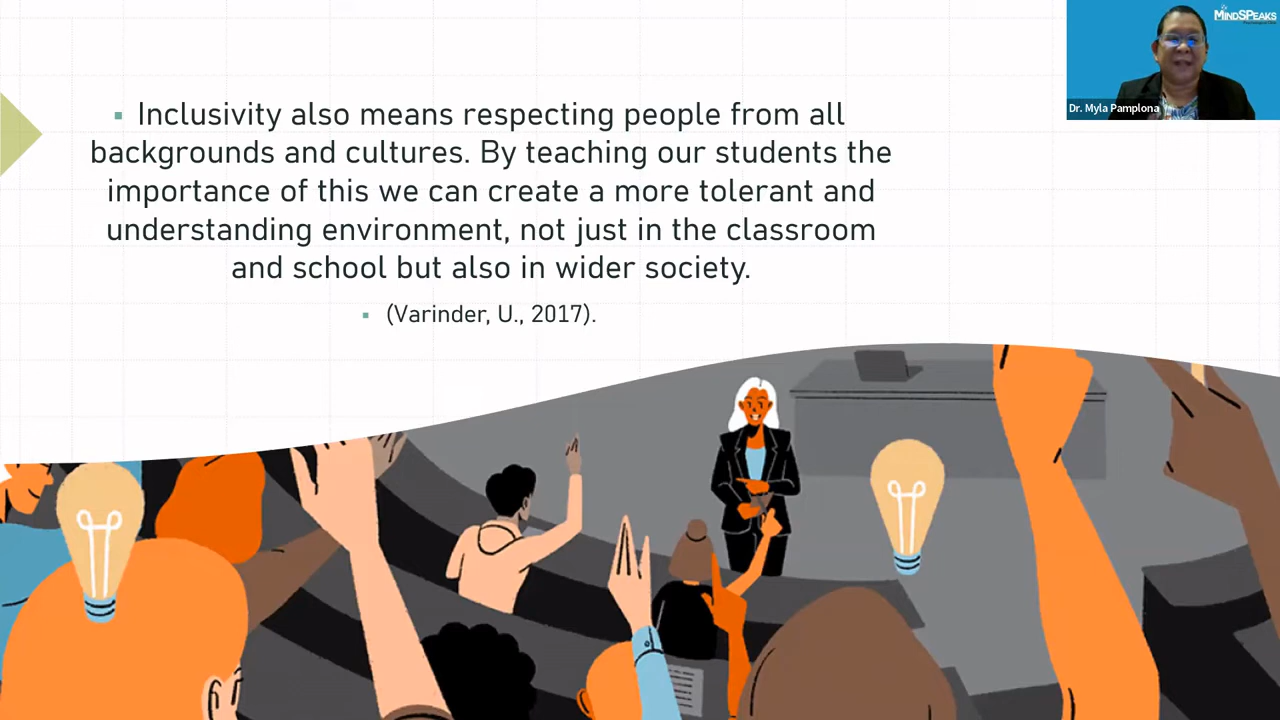 MINDSPEAKS
Dr. Myla Pamplona
▪ Inclusivity also means respecting people from all
backgrounds and cultures. By teaching our students the
importance of this we can create a more tolerant and
understanding environment, not just in the classroom
and school but also in wider society.
▪ (Varinder, U., 2017).